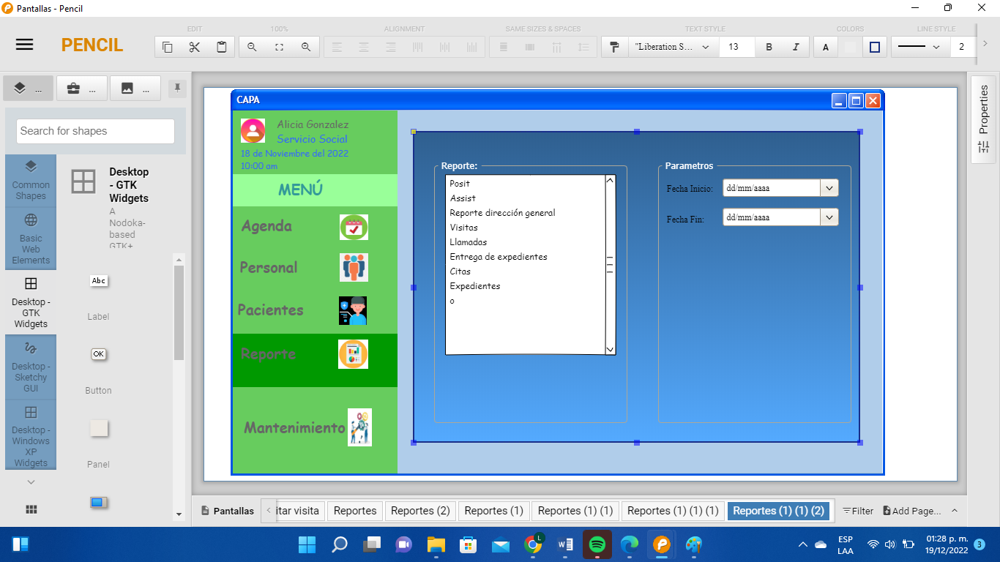 Pantallas - Pencil
EDIT
100%
ALIGNMENT
SAME SIZES & SPACES
TEXT STYLE
COLORS
LINE STYLE
PENCIL
"Liberation S...
13
B
I
A
2
...
...
...
Search for shapes
Common Shapes
Basic Web Elements
Desktop - GTK Widgets
Desktop - Sketchy GUI
Desktop - Windows XP Widgets
Desktop - GTK Widgets
A Nodoka-based GTK+
Abc
Label
OK
Button
Panel
CAPA
Alicia Gonzalez
Servicio Social
18 de Noviembre del 2022
10:00 am
MENÚ
Agenda
Personal
Pacientes
Reporte
Mantenimiento
Reporte:
Posit
Assist
Reporte dirección general
Visitas
Llamadas
Entrega de expedientes
Citas
Expedientes
o
Parametros
Fecha Inicio:
dd/mm/aaaa
Fecha Fin:
dd/mm/aaaa
Properties
Pantallas
itar visita
Reportes
Reportes (2)
Reportes (1)
Reportes (1) (1)
Reportes (1) (1) (1)
Reportes (1) (1) (2)
Filter
Add Page...
L
ESP
LAA
01:28 p. m.
19/12/2022
3